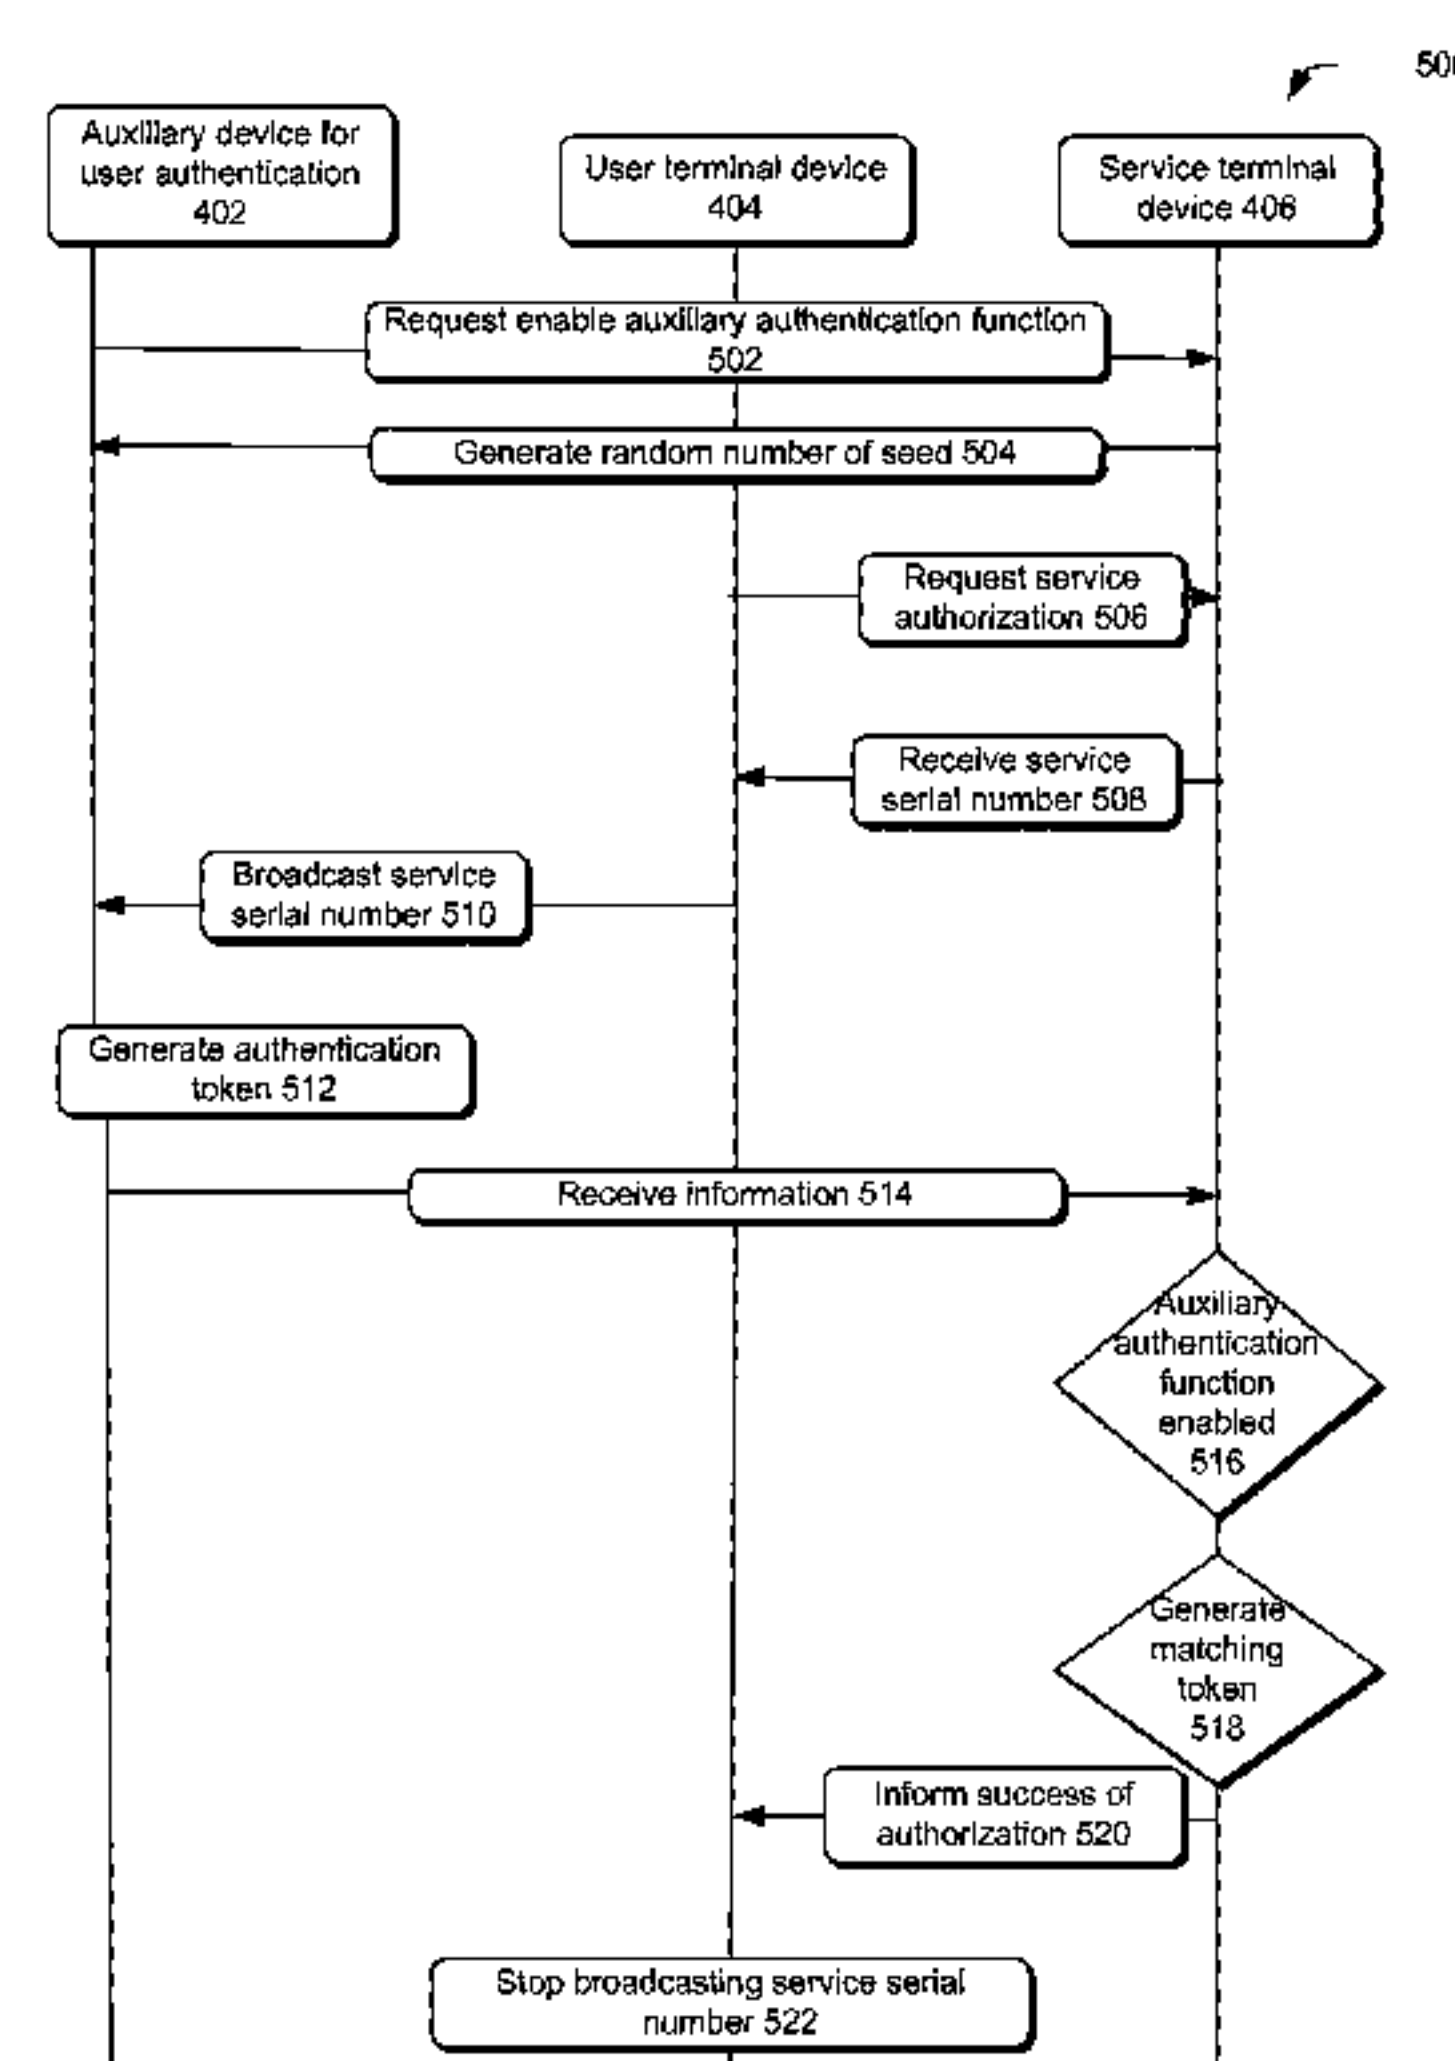 50
Auxiliary device for
user authentication
402
User terminal device
404
Service terminal
device 406
Request enable auxiliary authentication function
502
Generate random number of seed 504
Request service
authorization 506
Receive service
serial number 508
Broadcast service
serial number 510
Generate authentication
token 512
Receive information 514
Auxiliary
authentication
function
enabled
516
Generate
matching
token
518
Inform success of
authorization 520
Stop broadcasting service serial
number 522